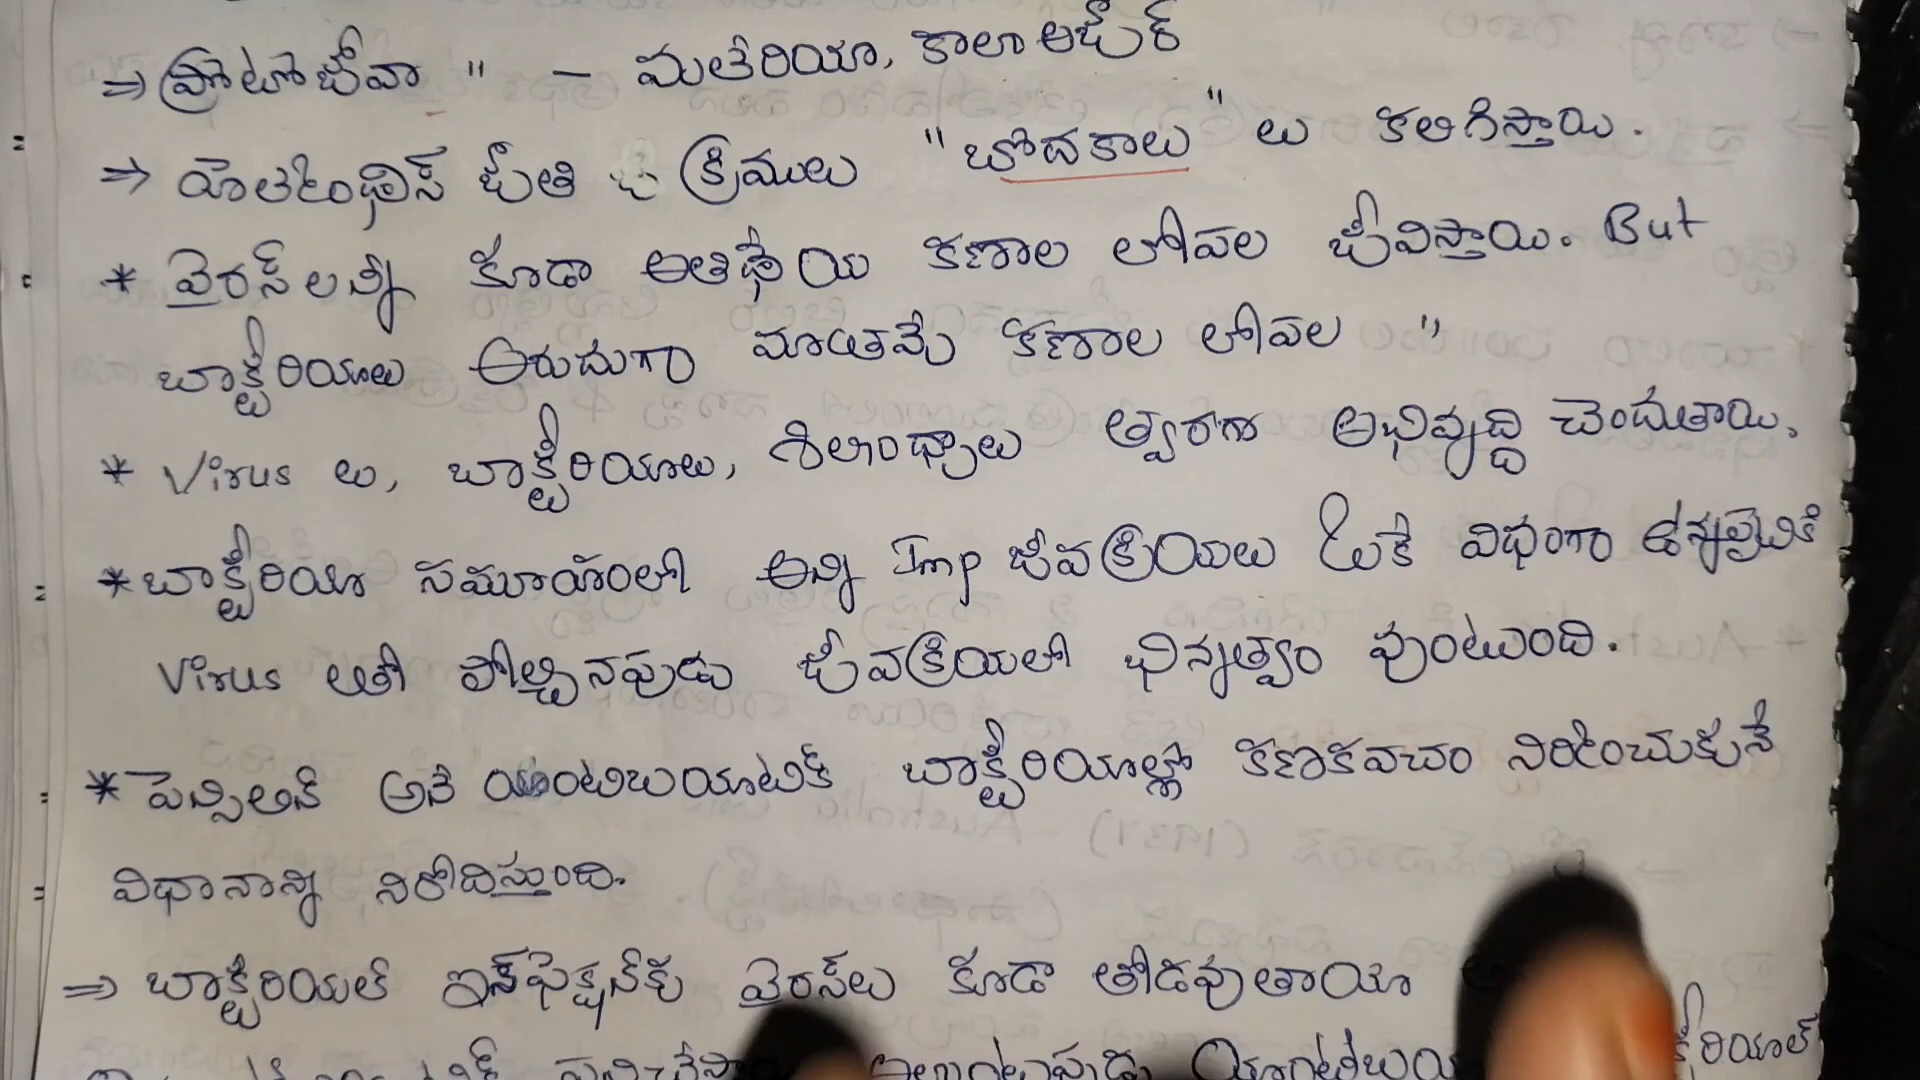 ⇒ ప్రోటోజీవా " – మలేరియా, కాలా అజార్
⇒ హెల్మింథిస్ జాతి క్రిములు "బోదకాలు" లు కలిగిస్తాయి.
* వైరస్ లన్నీ కూడా అతిథేయి కణాల లోపల జీవిస్తాయి. But
బాక్టీరియాలు అరుదుగా మాత్రమే కణాల లోపల "
* Virus లు, బాక్టీరియాలు, శిలీంధ్రాలు త్వరగా అభివృద్ధి చెందుతాయి.
* బాక్టీరియా సమూహంలో అన్ని Imp జీవక్రియలు ఓకే విధంగా ఉన్నప్పటికి
Virus లతో పోల్చినపుడు జీవక్రియలో భిన్నత్వం వుంటుంది.
* పెన్సిలిన్ అనే యాంటిబయాటిక్ బాక్టీరియాల్లో కణకవచం నిర్మించుకునే
విధానాన్ని నిరోదిస్తుంది.
⇒ బాక్టీరియల్ ఇన్‌ఫెక్షన్‌కు వైరస్‌లు కూడా తోడవుతాయా